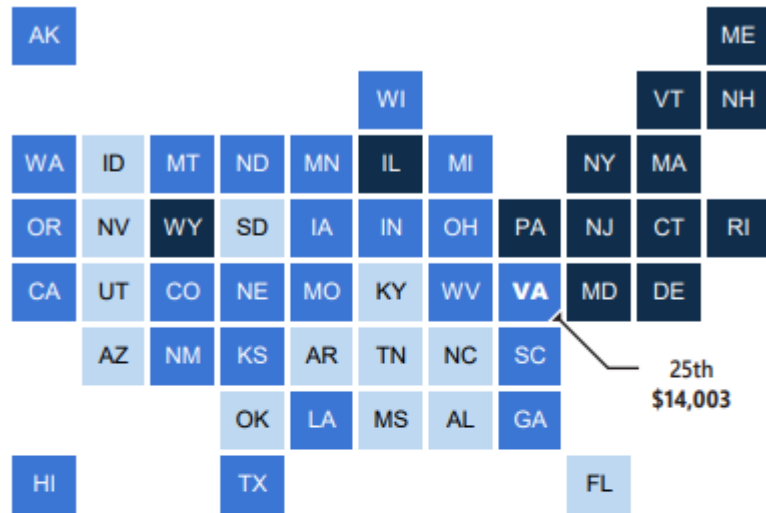 AK ME
WI VT NH
WA ID MT ND MN IL MI NY MA
OR NV WY SD IA IN OH PA NJ CT RI
CA UT CO NE MO KY WV VA MD DE
AZ NM KS AR TN NC SC
25th
$14,003
OK LA MS AL GA
HI TX FL